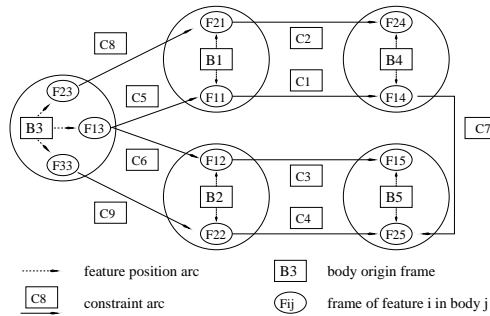 F21
C2
F24
C8
B1
B4
F23
C5
F11
C1
F14
B3
F13
C7
C6
F12
C3
F15
F33
B2
B5
C9
F22
C4
F25
feature position arc
B3
body origin frame
C8
constraint arc
Fij
frame of feature i in body j